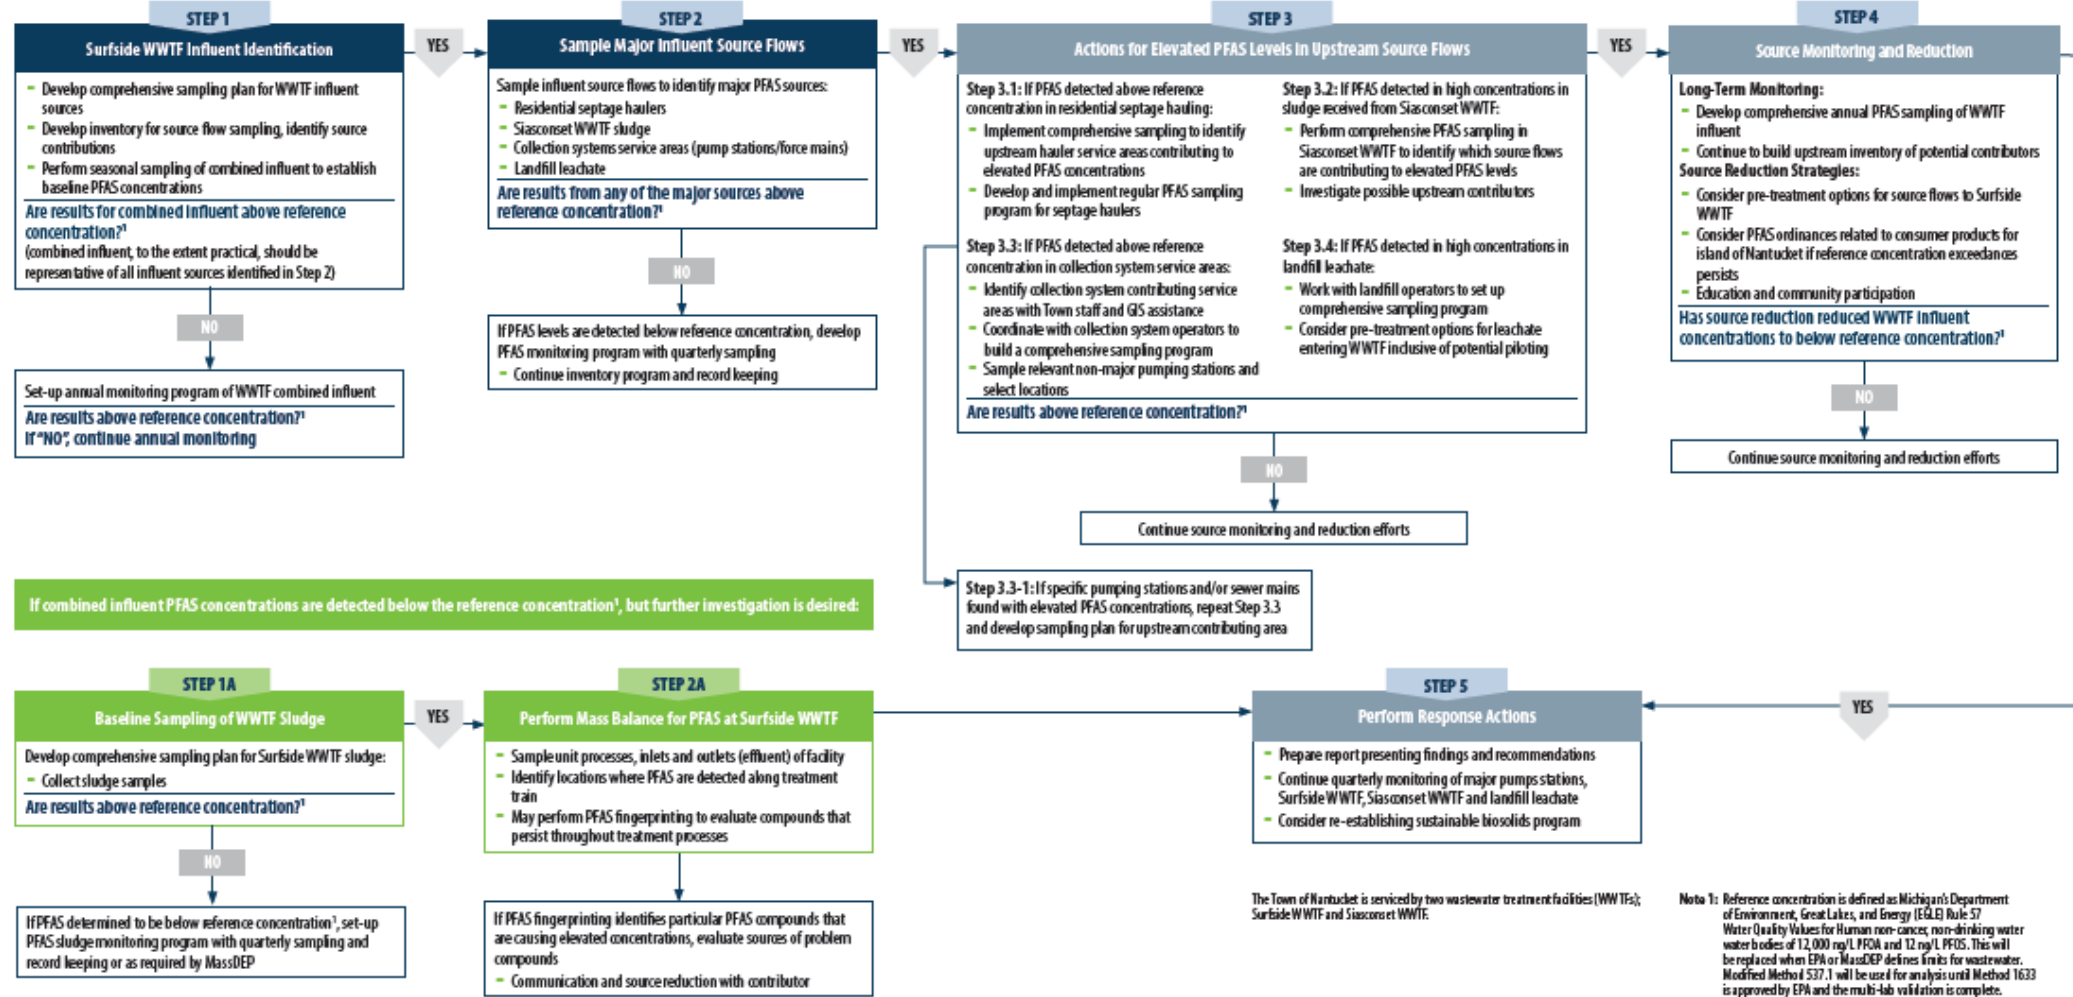 STEP 1
Surfside WWTF Influent Identification
- Develop comprehensive sampling plan for WWTF influent
sources
- Develop inventory for source flow sampling, identify source
contributions
- Perform seasonal sampling of combined influent to establish
baseline PFAS concentrations
Are results for combined influent above reference
concentration?¹
(combined influent, to the extent practical, should be
representative of all influent sources identified in Step 2)
NO
Set-up annual monitoring program of WWTF combined influent
Are results above reference concentration?¹
If "NO", continue annual monitoring
YES
STEP 2
Sample Major Influent Source Flows
Sample influent source flows to identify major PFAS sources:
- Residential septage haulers
- Siasconset WWTF sludge
- Collection systems service areas (pump stations/force mains)
- Landfill leachate
Are results from any of the major sources above
reference concentration?¹
NO
If PFAS levels are detected below reference concentration, develop
PFAS monitoring program with quarterly sampling
- Continue inventory program and record keeping
YES
STEP 3
Actions for Elevated PFAS Levels in Upstream Source Flows
Step 3.1: If PFAS detected above reference
concentration in residential septage hauling:
- Implement comprehensive sampling to identify
upstream hauler service areas contributing to
elevated PFAS concentrations
- Develop and implement regular PFAS sampling
program for septage haulers
Step 3.2: If PFAS detected in high concentrations in
sludge received from Siasconset WWTF:
- Perform comprehensive PFAS sampling in
Siasconset WWTF to identify which source flows
are contributing to elevated PFAS levels
- Investigate possible upstream contributors
Step 3.3: If PFAS detected above reference
concentration in collection system service areas:
- Identify collection system contributing service
areas with Town staff and GIS assistance
- Coordinate with collection system operators to
build a comprehensive sampling program
- Sample relevant non-major pumping stations and
select locations
Step 3.4: If PFAS detected in high concentrations in
landfill leachate:
- Work with landfill operators to set up
comprehensive sampling program
- Consider pre-treatment options for leachate
entering WWTF inclusive of potential piloting
Are results above reference concentration?¹
NO
Continue source monitoring and reduction efforts
Step 3.3-1: If specific pumping stations and/or sewer mains
found with elevated PFAS concentrations, repeat Step 3.3
and develop sampling plan for upstream contributing area
YES
STEP 4
Source Monitoring and Reduction
Long-Term Monitoring:
- Develop comprehensive annual PFAS sampling of WWTF
influent
- Continue to build upstream inventory of potential contributors
Source Reduction Strategies:
- Consider pre-treatment options for source flows to Surfside
WWTF
- Consider PFAS ordinances related to consumer products for
island of Nantucket if reference concentration exceedances
persists
- Education and community participation
Has source reduction reduced WWTF influent
concentrations to below reference concentration?¹
NO
Continue source monitoring and reduction efforts
If combined influent PFAS concentrations are detected below the reference concentration¹, but further investigation is desired:
STEP 1A
Baseline Sampling of WWTF Sludge
Develop comprehensive sampling plan for Surfside WWTF sludge:
- Collect sludge samples
Are results above reference concentration?¹
NO
If PFAS determined to be below reference concentration¹, set-up
PFAS sludge monitoring program with quarterly sampling and
record keeping or as required by MassDEP
YES
STEP 2A
Perform Mass Balance for PFAS at Surfside WWTF
- Sample unit processes, inlets and outlets (effluent) of facility
- Identify locations where PFAS are detected along treatment
train
- May perform PFAS fingerprinting to evaluate compounds that
persist throughout treatment processes
If PFAS fingerprinting identifies particular PFAS compounds that
are causing elevated concentrations, evaluate sources of problem
compounds
- Communication and source reduction with contributor
STEP 5
Perform Response Actions
- Prepare report presenting findings and recommendations
- Continue quarterly monitoring of major pumps stations,
Surfside WWTF, Siasconset WWTF and landfill leachate
- Consider re-establishing sustainable biosolids program
YES
The Town of Nantucket is serviced by two wastewater treatment facilities (WWTFs);
Surfside WWTF and Siasconset WWTF.
Note 1: Reference concentration is defined as Michigan's Department
of Environment, Great Lakes, and Energy (EGLE) Rule 57
Water Quality Values for Human non-cancer, non-drinking water
water bodies of 12,000 ng/L PFOA and 12 ng/L PFOS. This will
be replaced when EPA or MassDEP defines limits for wastewater.
Modified Method 537.1 will be used for analysis until Method 1633
is approved by EPA and the multi-lab validation is complete.